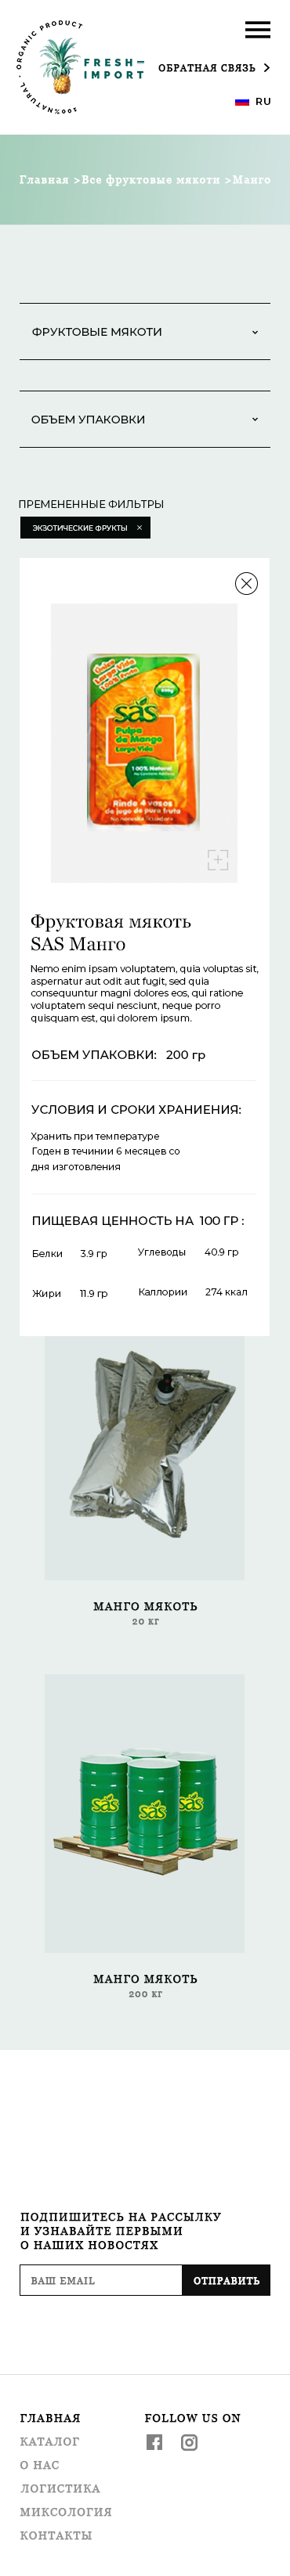 ORGANIC PRODUCT · 100% NATURAL ·
FRESH-
IMPORT
ОБРАТНАЯ СВЯЗЬ
RU
Главная >Все фруктовые мякоти >Манго
ФРУКТОВЫЕ МЯКОТИ
ОБЪЕМ УПАКОВКИ
ПРЕМЕНЕННЫЕ ФИЛЬТРЫ
ЭКЗОТИЧЕСКИЕ ФРУКТЫ
Única
Larga Vida
100% Fruta
sas
Pulpa
de Mango
Larga Vida
100% Natural
Rinde 4 vasos
de jugo de pura fruta
Фруктовая мякоть
SAS Манго
Nemo enim ipsam voluptatem, quia voluptas sit,
aspernatur aut odit aut fugit, sed quia
consequuntur magni dolores eos, qui ratione
voluptatem sequi nesciunt, neque porro
quisquam est, qui dolorem ipsum.
ОБЪЕМ УПАКОВКИ: 200 гр
УСЛОВИЯ И СРОКИ ХРАНИЕНИЯ:
Хранить при температуре
Годен в течинии 6 месяцев со
дня изготовления
ПИЩЕВАЯ ЦЕННОСТЬ НА 100 ГР :
Белки 3.9 гр Углеводы 40.9 гр
Жири 11.9 гр Каллории 274 ккал
МАНГО МЯКОТЬ
20 КГ
sas sas sas
МАНГО МЯКОТЬ
200 КГ
ПОДПИШИТЕСЬ НА РАССЫЛКУ
И УЗНАВАЙТЕ ПЕРВЫМИ
О НАШИХ НОВОСТЯХ
ВАШ EMAIL ОТПРАВИТЬ
ГЛАВНАЯ FOLLOW US ON
КАТАЛОГ
О НАС
ЛОГИСТИКА
МИКСОЛОГИЯ
КОНТАКТЫ